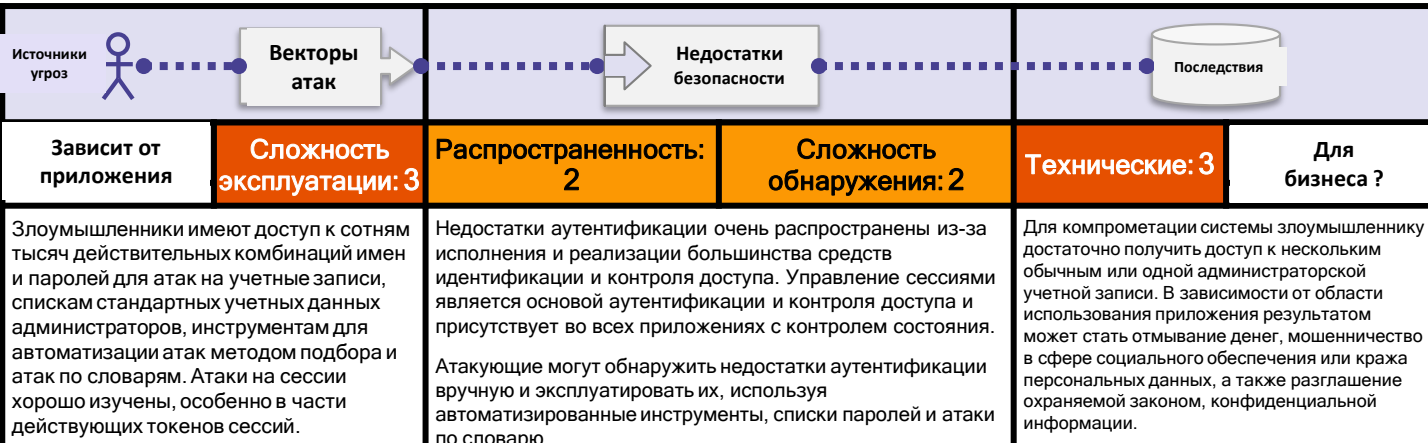 Источники
угроз
Векторы
атак
Недостатки
безопасности
Последствия
Зависит от
приложения
Сложность
эксплуатации: 3
Распространенность:
2
Сложность
обнаружения: 2
Технические: 3
Для
бизнеса ?
Злоумышленники имеют доступ к сотням
тысяч действительных комбинаций имен
и паролей для атак на учетные записи,
спискам стандартных учетных данных
администраторов, инструментам для
автоматизации атак методом подбора и
атак по словарям. Атаки на сессии
хорошо изучены, особенно в части
действующих токенов сессий.
Недостатки аутентификации очень распространены из-за
исполнения и реализации большинства средств
идентификации и контроля доступа. Управление сессиями
является основой аутентификации и контроля доступа и
присутствует во всех приложениях с контролем состояния.
Атакующие могут обнаружить недостатки аутентификации
вручную и эксплуатировать их, используя
автоматизированные инструменты, списки паролей и атаки
по словарю
Для компрометации системы злоумышленнику
достаточно получить доступ к нескольким
обычным или одной администраторской
учетной записи. В зависимости от области
использования приложения результатом
может стать отмывание денег, мошенничество
в сфере социального обеспечения или кража
персональных данных, а также разглашение
охраняемой законом, конфиденциальной
информации.